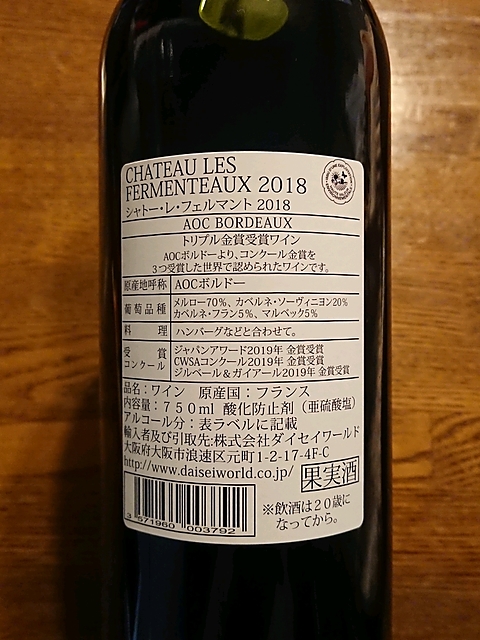 CHATEAU LES
FERMENTEAUX 2018
シャトー・レ・フェルマント 2018
AOC BORDEAUX
トリプル金賞受賞ワイン
AOCボルドーより、コンクール金賞を
3つ受賞した世界で認められたワインです。
原産地呼称 AOCボルドー
葡萄品種 メルロー70%、カベルネ・ソーヴィニヨン20%
カベルネ・フラン5%、マルベック5%
料理 ハンバーグなどと合わせて。
受賞 ジャパンアワード2019年 金賞受賞
コンクール CWSAコンクール2019年 金賞受賞
ジルベール&ガイアール2019年 金賞受賞
品名：ワイン 原産国：フランス
内容量：750ml 酸化防止剤（亜硫酸塩）
アルコール分：表ラベルに記載
輸入者及び引取先:株式会社ダイセイワールド
大阪府大阪市浪速区元町1-2-17-4F-C
http://www.daiseiworld.co.jp/
果実酒
3 571960 003792
※飲酒は20歳に
なってから。